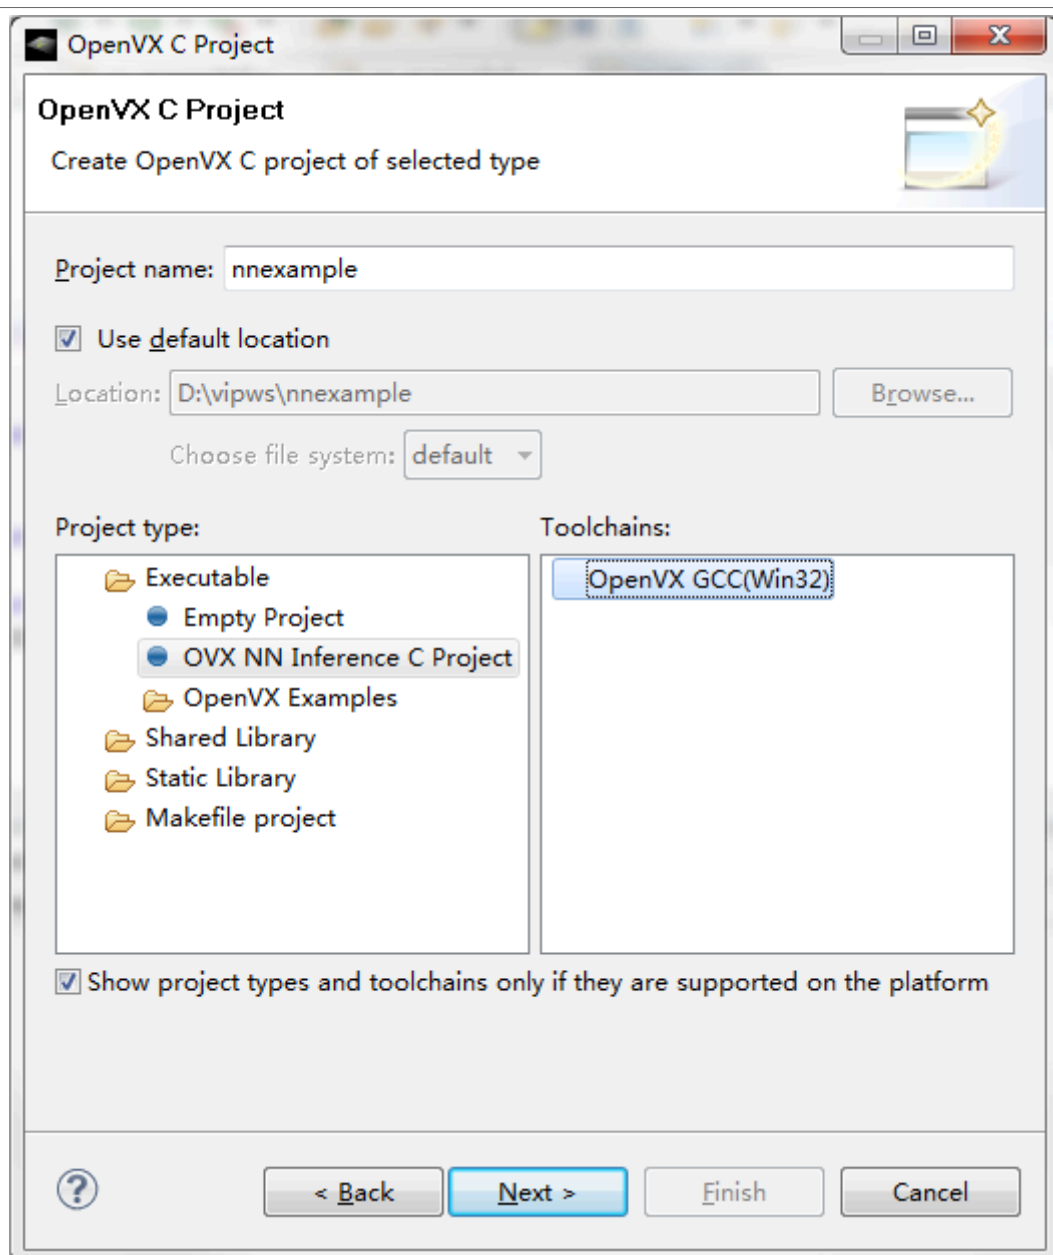 OpenVX C Project
OpenVX C Project
Create OpenVX C project of selected type
Project name: nnexample
Use default location
Location: D:\vipws\nnexample Browse...
Choose file system: default
Project type: Toolchains:
Executable OpenVX GCC(Win32)
Empty Project
OVX NN Inference C Project
OpenVX Examples
Shared Library
Static Library
Makefile project
Show project types and toolchains only if they are supported on the platform
? < Back Next > Finish Cancel